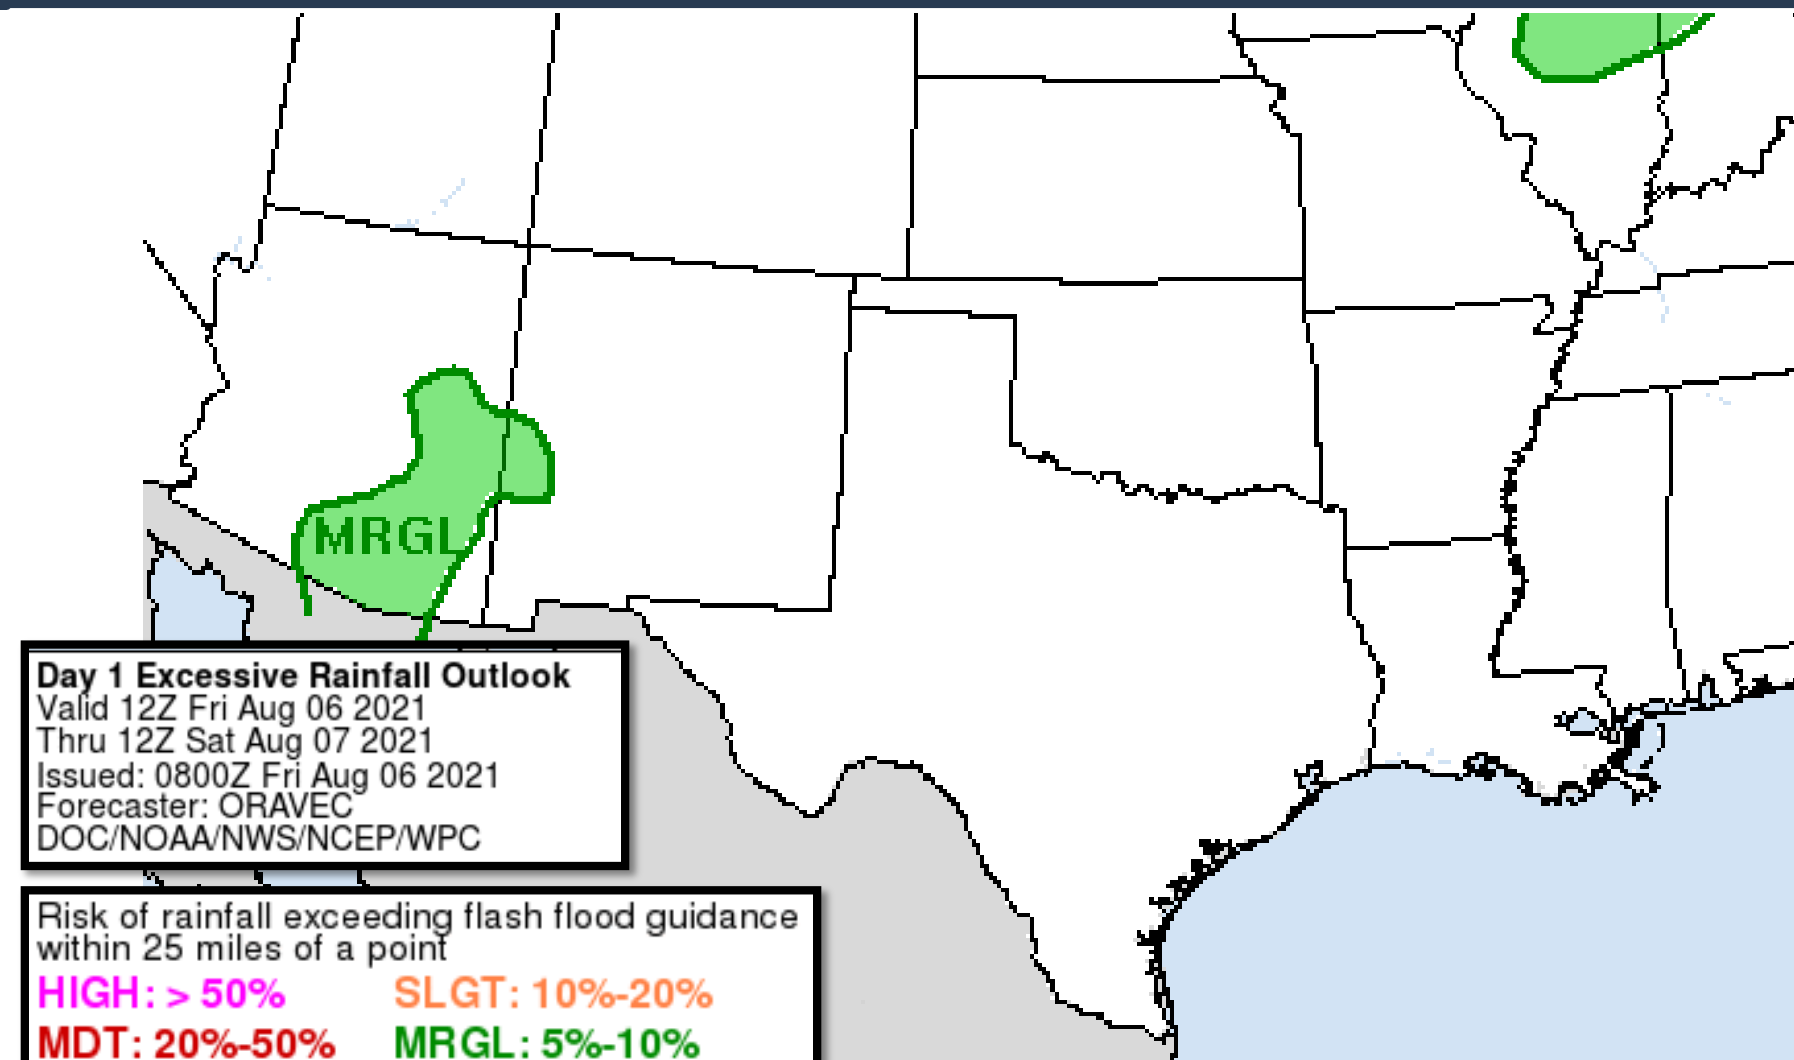 MRGL
Day 1 Excessive Rainfall Outlook
Valid 12Z Fri Aug 06 2021
Thru 12Z Sat Aug 07 2021
Issued: 0800Z Fri Aug 06 2021
Forecaster: ORAVEC
DOC/NOAA/NWS/NCEP/WPC
Risk of rainfall exceeding flash flood guidance
within 25 miles of a point
HIGH: > 50% SLGT: 10%-20%
MDT: 20%-50% MRGL: 5%-10%